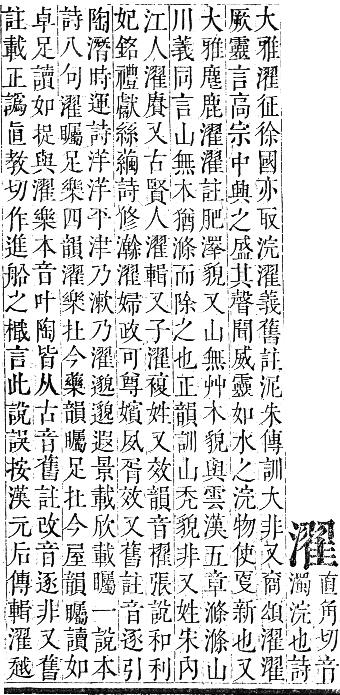 濯直角切音
濁浣也詩
大雅濯征徐國亦取浣濯義舊註泥朱傳訓大非又商頌濯濯
厥靈言高宗中興之盛其聲聞威靈如水之浣物使更新也又
大雅麀鹿濯濯註肥澤貌又山無艸木貌與雲漢五章滌滌山
川義同言山無木猶滌而除之也正韻訓山禿貌非又姓朱內
江人濯賡又古賢人濯輯又子濯複姓又效韻音櫂張說和利
妃銘禮獻絲繭詩修瀚濯婦政可尊嬪凬胥效又舊註音逐引
陶潛時運詩洋洋平津乃漱乃濯邈邈遐景載欣載矚一說本
詩八句濯矚足樂四韻濯樂扗今藥韻矚足扗今屋韻矚讀如
卓足讀如捉與濯樂本音叶陶皆从古音舊註改音逐非又舊
註載正譌直教切作進船之檝言此說誤按漢元后傳輯濯越